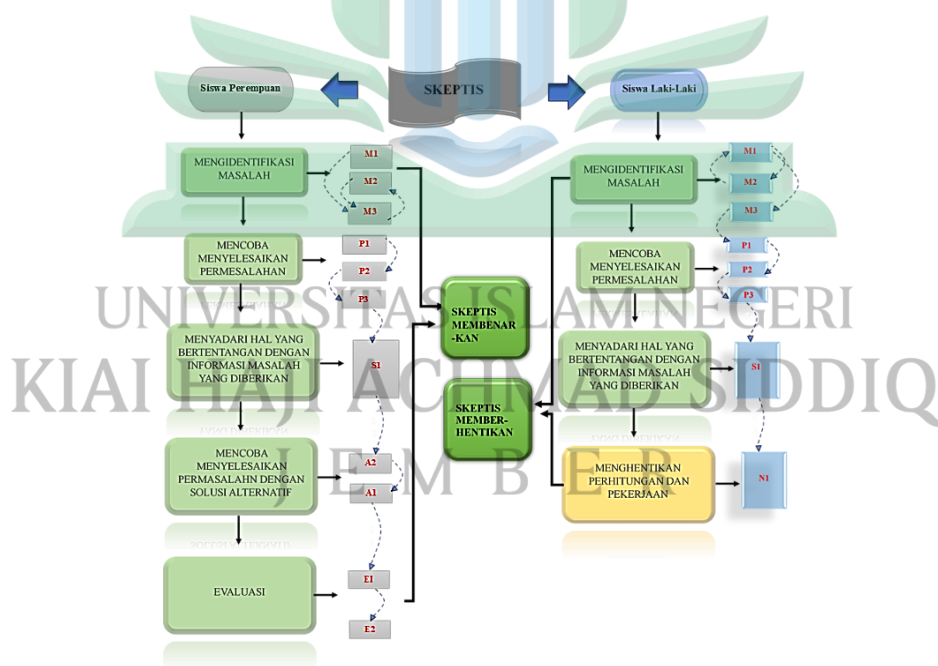 SKEPTIS
Siswa Perempuan
Siswa Laki-Laki
MENGIDENTIFIKASI
MASALAH
M1
M2
M3
MENCOBA
MENYELESAIKAN
PERMESALAHAN
P1
P2
P3
MENYADARI HAL YANG
BERTENTANGAN DENGAN
INFORMASI MASALAH
YANG DIBERIKAN
S1
MENCOBA
MENYELESAIKAN
PERMASALAHN DENGAN
SOLUSI ALTERNATIF
A2
A1
EVALUASI
E1
E2
SKEPTIS
MEMBENAR
-KAN
SKEPTIS
MEMBER-
HENTIKAN
MENGIDENTIFIKASI
MASALAH
M1
M2
M3
MENCOBA
MENYELESAIKAN
PERMESALAHAN
P1
P2
P3
MENYADARI HAL YANG
BERTENTANGAN DENGAN
INFORMASI MASALAH
YANG DIBERIKAN
S1
MENGHENTIKAN
PERHITUNGAN DAN
PEKERJAAN
N1
UNIVERSITAS ISLAM NEGERI
KIAI HAJI ACHMAD SIDDIQ
JEMBER